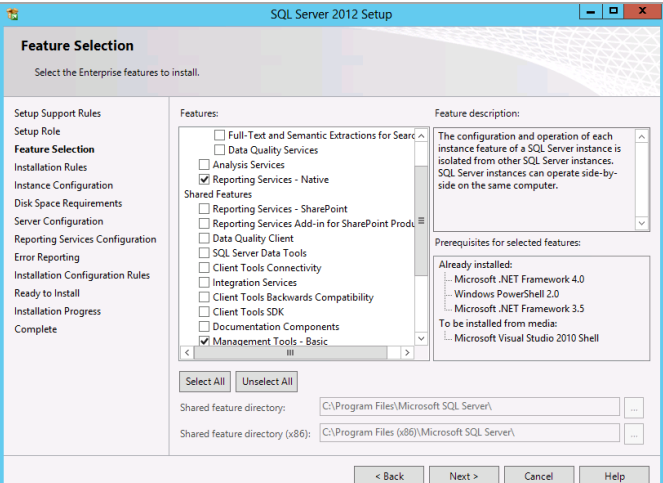 SQL Server 2012 Setup
Feature Selection
Select the Enterprise features to install.
Setup Support Rules
Setup Role
Feature Selection
Installation Rules
Instance Configuration
Disk Space Requirements
Server Configuration
Reporting Services Configuration
Error Reporting
Installation Configuration Rules
Ready to Install
Installation Progress
Complete
Features:
Full-Text and Semantic Extractions for Searc
Data Quality Services
Analysis Services
Reporting Services - Native
Shared Features
Reporting Services - SharePoint
Reporting Services Add-in for SharePoint Produ
Data Quality Client
SQL Server Data Tools
Client Tools Connectivity
Integration Services
Client Tools Backwards Compatibility
Client Tools SDK
Documentation Components
Management Tools - Basic
Feature description:
The configuration and operation of each
instance feature of a SQL Server instance is
isolated from other SQL Server instances.
SQL Server instances can operate side-by-
side on the same computer.
Prerequisites for selected features:
Already installed:
Microsoft .NET Framework 4.0
Windows PowerShell 2.0
Microsoft .NET Framework 3.5
To be installed from media:
Microsoft Visual Studio 2010 Shell
Select All
Unselect All
Shared feature directory:
C:\Program Files\Microsoft SQL Server\
...
Shared feature directory (x86):
C:\Program Files (x86)\Microsoft SQL Server\
...
< Back
Next >
Cancel
Help